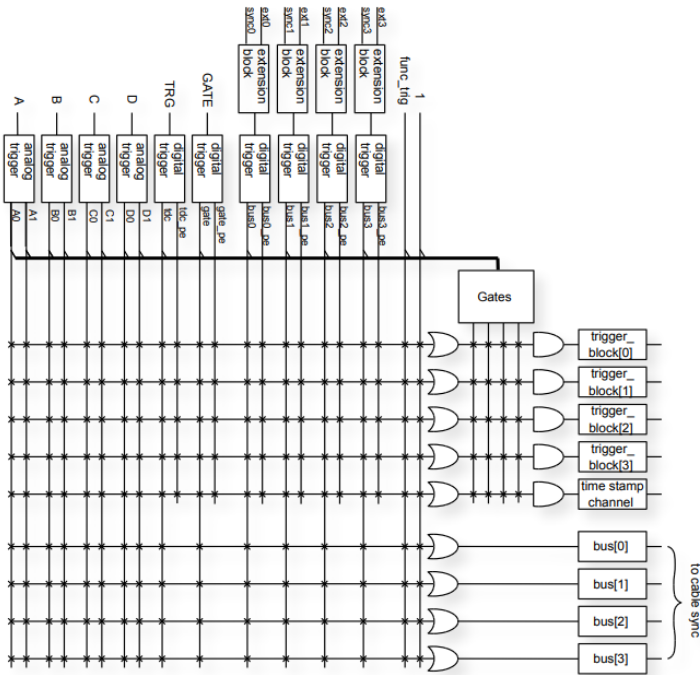 ext0
sync0
ext1
sync1
ext2
sync2
ext3
sync3
extension
block
extension
block
extension
block
extension
block
func_trig
1
A
B
C
D
TRG
GATE
analog
trigger
analog
trigger
analog
trigger
analog
trigger
digital
trigger
digital
trigger
digital
trigger
digital
trigger
digital
trigger
digital
trigger
A0
A1
B0
B1
C0
C1
D0
D1
tdc
tdc_pe
gate
gate_pe
bus0
bus0_pe
bus1
bus1_pe
bus2
bus2_pe
bus3
bus3_pe
Gates
trigger_
block[0]
trigger_
block[1]
trigger_
block[2]
trigger_
block[3]
time stamp
channel
bus[0]
bus[1]
bus[2]
bus[3]
to cable sync